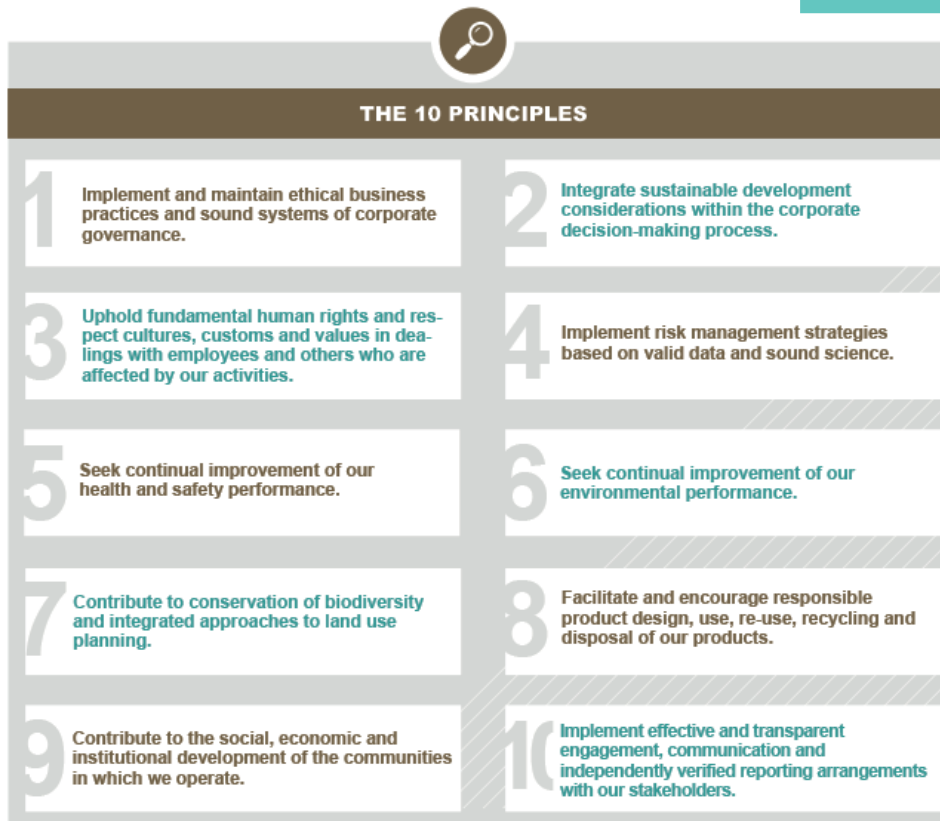 THE 10 PRINCIPLES
1
Implement and maintain ethical business
practices and sound systems of corporate
governance.
2
Integrate sustainable development
considerations within the corporate
decision-making process.
3
Uphold fundamental human rights and res-
pect cultures, customs and values in dea-
lings with employees and others who are
affected by our activities.
4
Implement risk management strategies
based on valid data and sound science.
5
Seek continual improvement of our
health and safety performance.
6
Seek continual improvement of our
environmental performance.
7
Contribute to conservation of biodiversity
and integrated approaches to land use
planning.
8
Facilitate and encourage responsible
product design, use, re-use, recycling and
disposal of our products.
9
Contribute to the social, economic and
institutional development of the communities
in which we operate.
10
Implement effective and transparent
engagement, communication and
independently verified reporting arrangements
with our stakeholders.